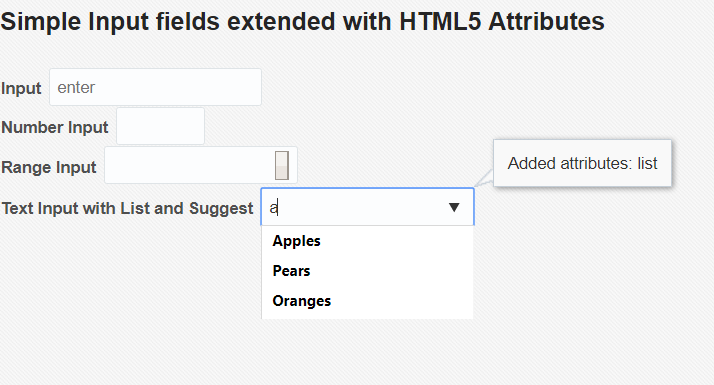 Simple Input fields extended with HTML5 Attributes
Input enter
Number Input
Range Input
Added attributes: list
Text Input with List and Suggest a
Apples
Pears
Oranges